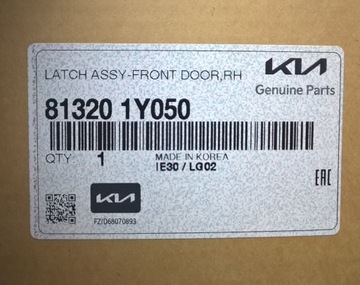 LATCH ASSY-FRONT DOOR,RH
KIA
Genuine Parts
81320 1Y050
QTY 1
MADE IN KOREA
IE30 / LG02
EAC
KIA
FZID68070893